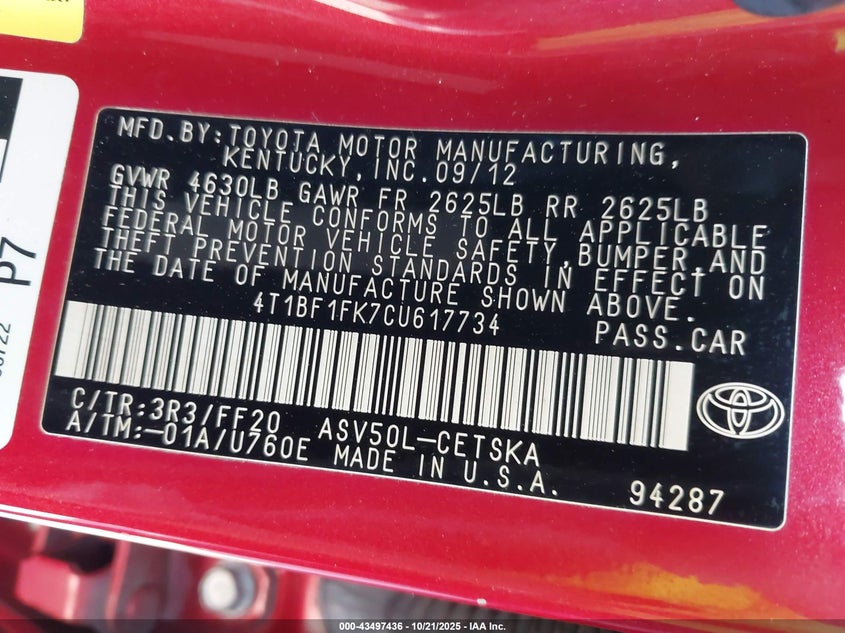 MFD.BY:TOYOTA MOTOR MANUFACTURING,
KENTUCKY,INC.09/12
GVWR 4630LB GAWR FR 2625LB RR 2625LB
THIS VEHICLE CONFORMS TO ALL APPLICABLE
FEDERAL MOTOR VEHICLE SAFETY,BUMPER,AND
THEFT PREVENTION STANDARDS IN EFFECT ON
THE DATE OF MANUFACTURE SHOWN ABOVE.
4T1BF1FK7CU617734 PASS.CAR
C/TR:3R3/FF20 ASV50L-CETSKA
A/TM:-01A/U760E MADE IN U.S.A. 94287
P7
000-43497436 - 10/21/2025 - IAA Inc.